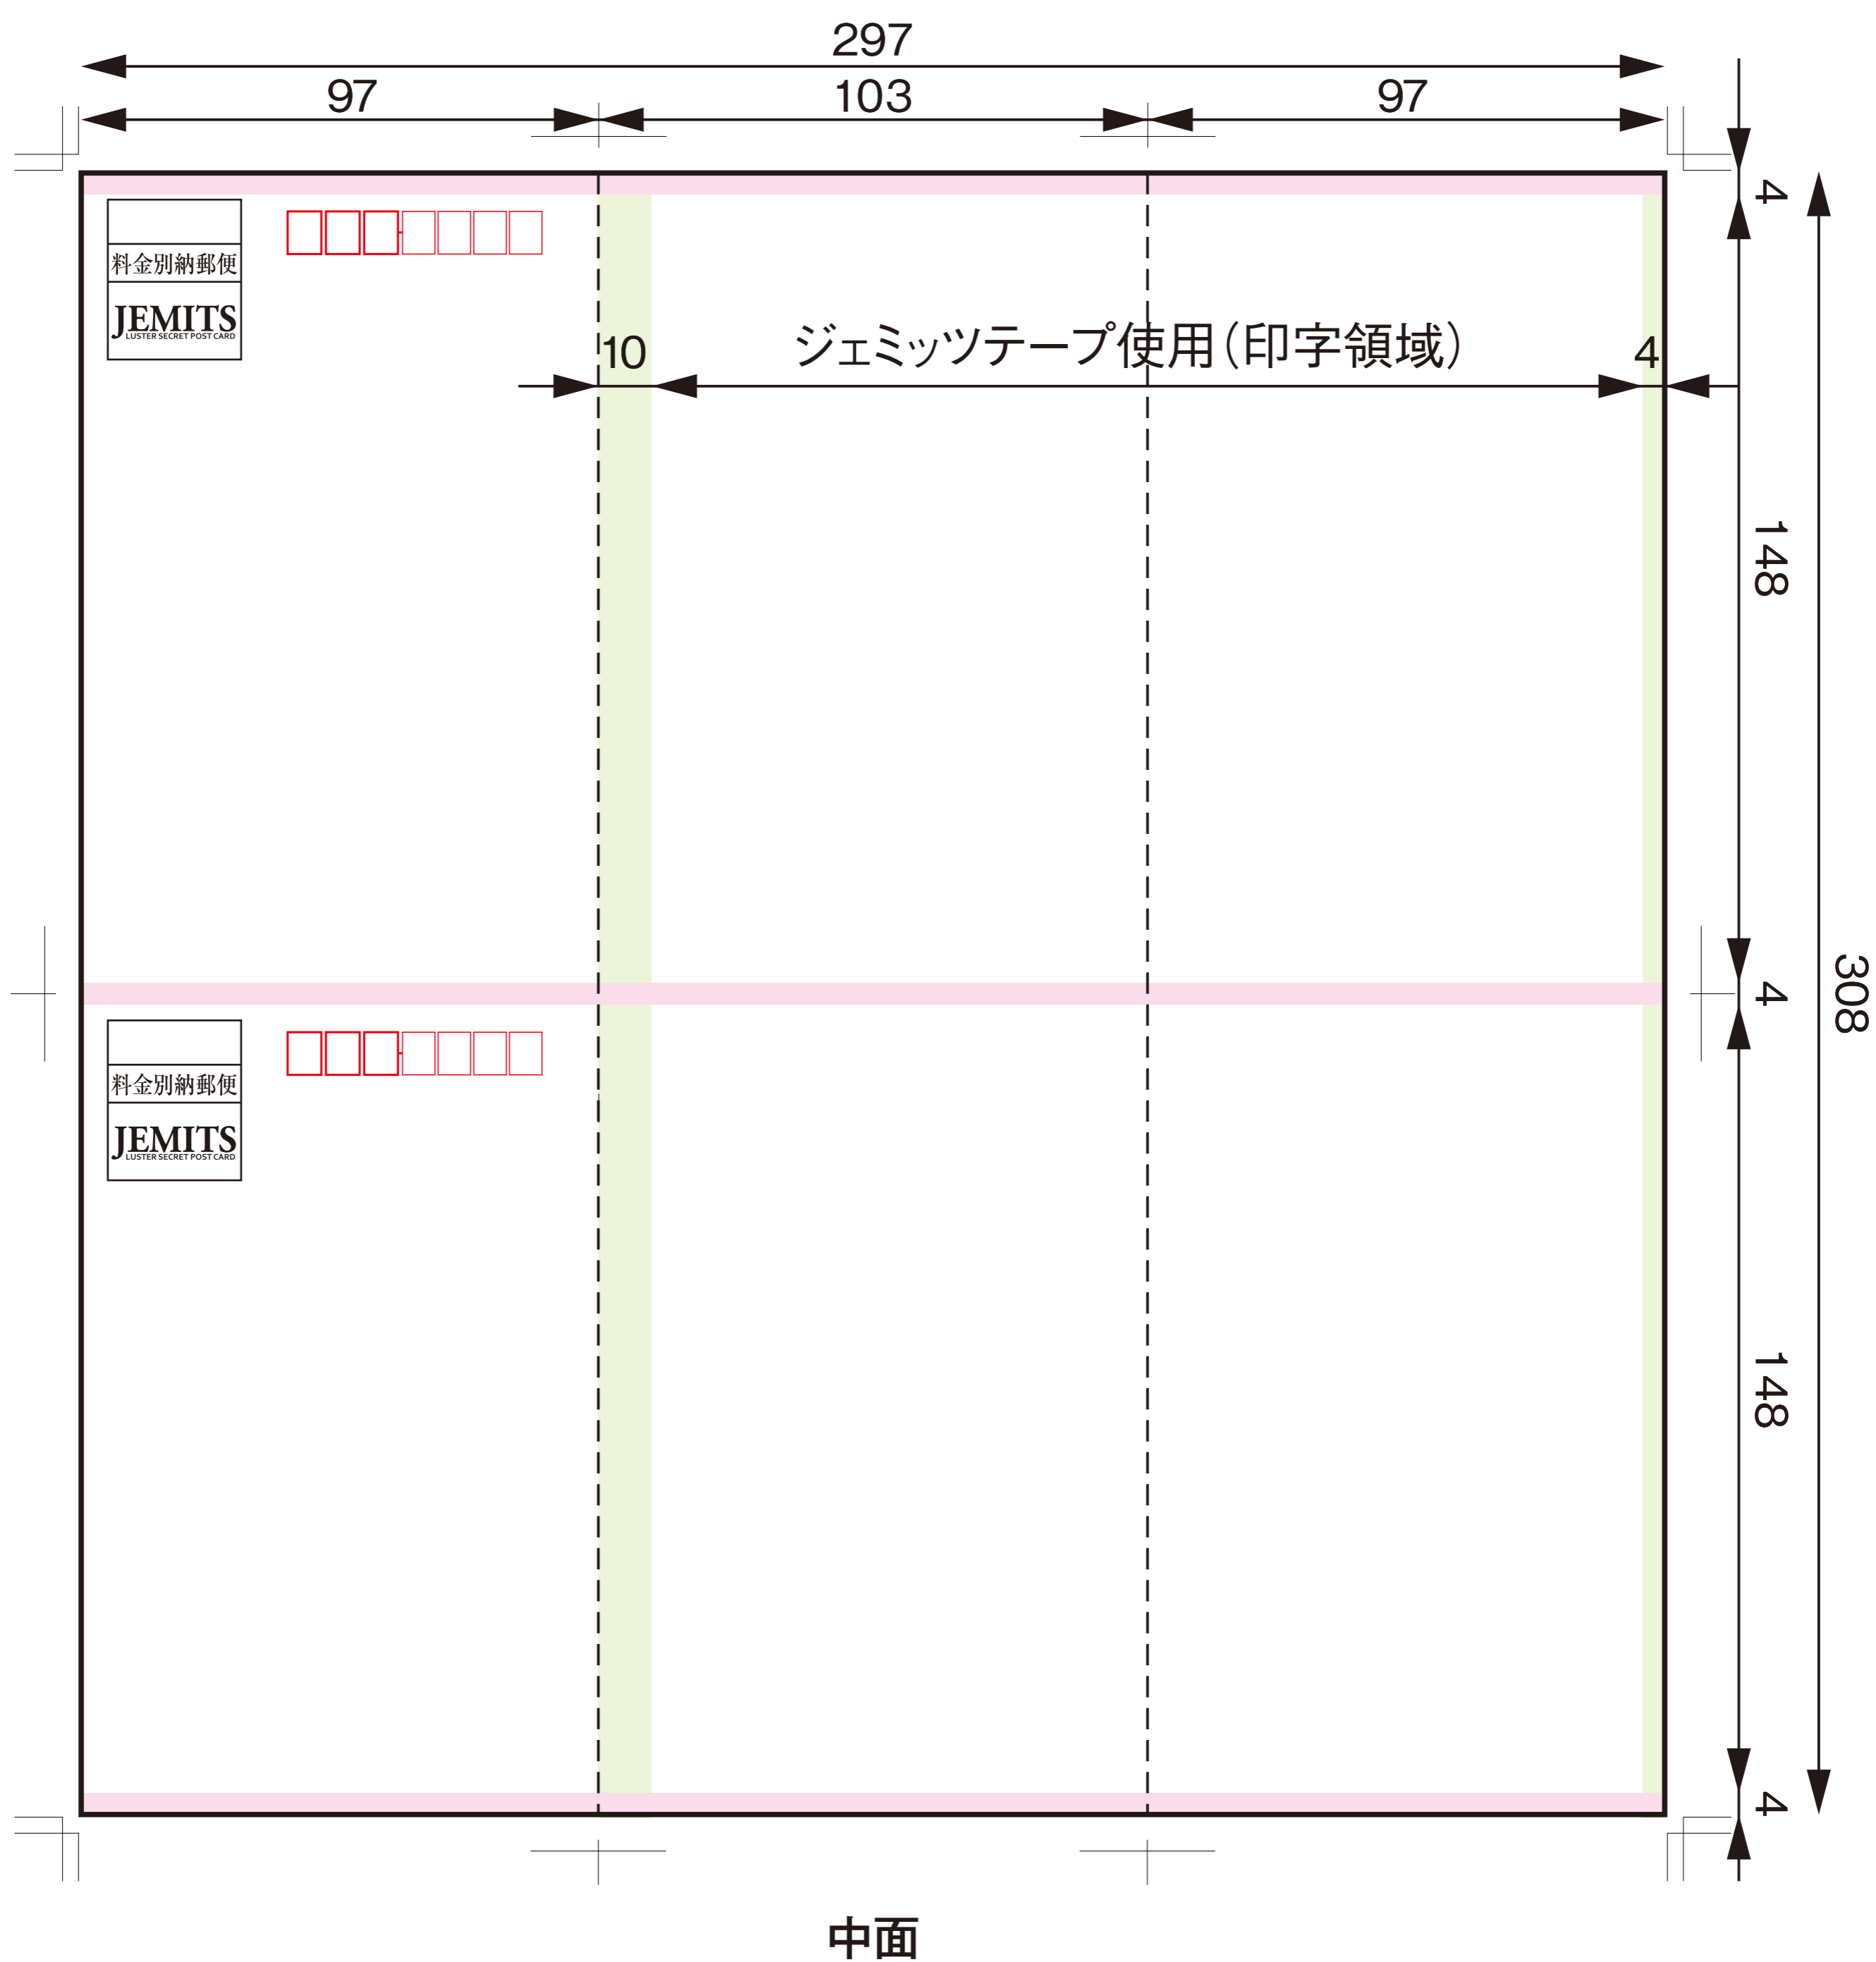 297
97 103 97
4
料金別納郵便
JEMITS
LUSTER SECRET POST CARD
10 ジェミッツテープ使用(印字領域) 4
148
4
308
料金別納郵便
JEMITS
LUSTER SECRET POST CARD
148
4
中面